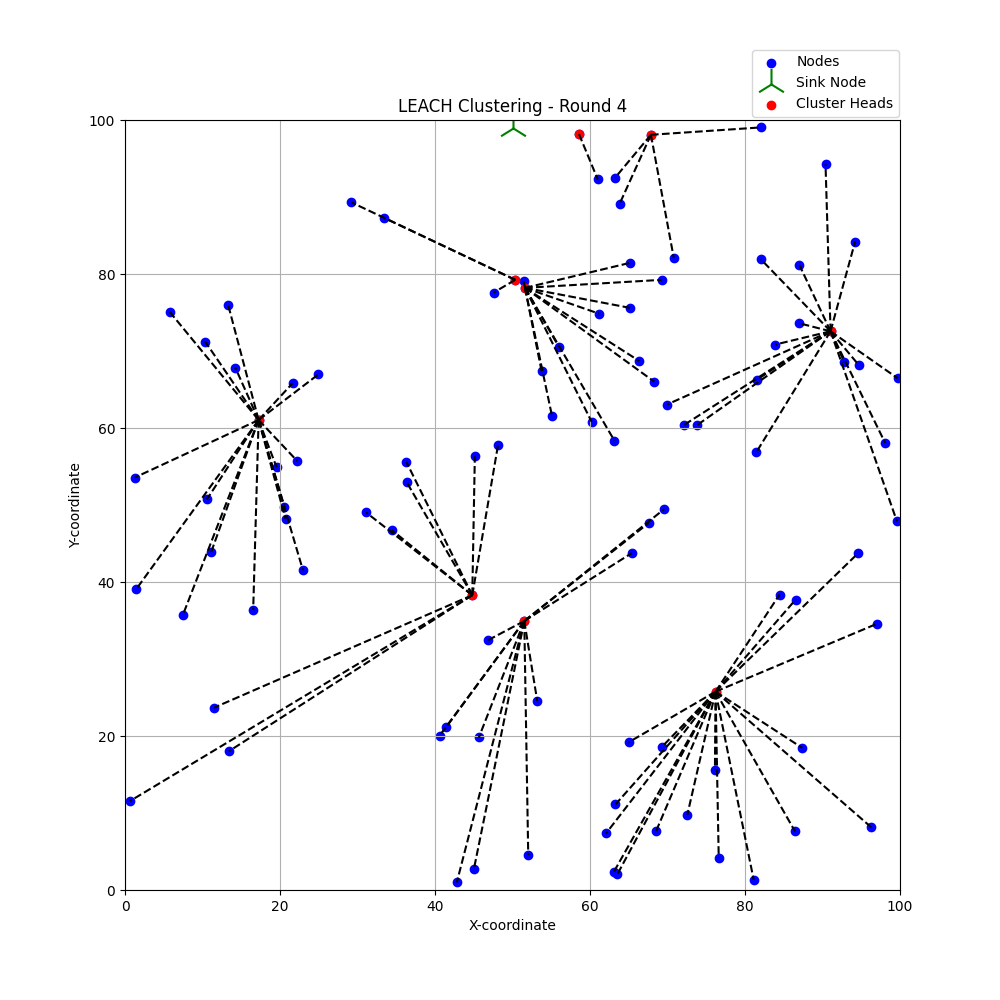 Nodes
Sink Node
Cluster Heads
LEACH Clustering - Round 4
100
80
60
40
20
0
Y-coordinate
0 20 40 60 80 100
X-coordinate